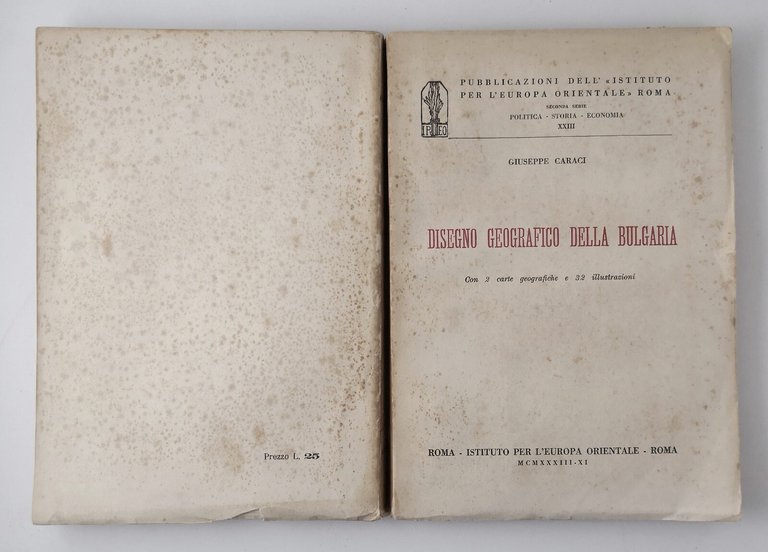 Prezzo L. 25
PUBBLICAZIONI DELL' «ISTITUTO
PER L'EUROPA ORIENTALE» ROMA
SECONDA SERIE
POLITICA - STORIA - ECONOMIA
XXIII
IPEO
GIUSEPPE CARACI
DISEGNO GEOGRAFICO DELLA BULGARIA
Con 2 carte geografiche e 32 illustrazioni
ROMA - ISTITUTO PER L'EUROPA ORIENTALE - ROMA
MCMXXXIII-XI